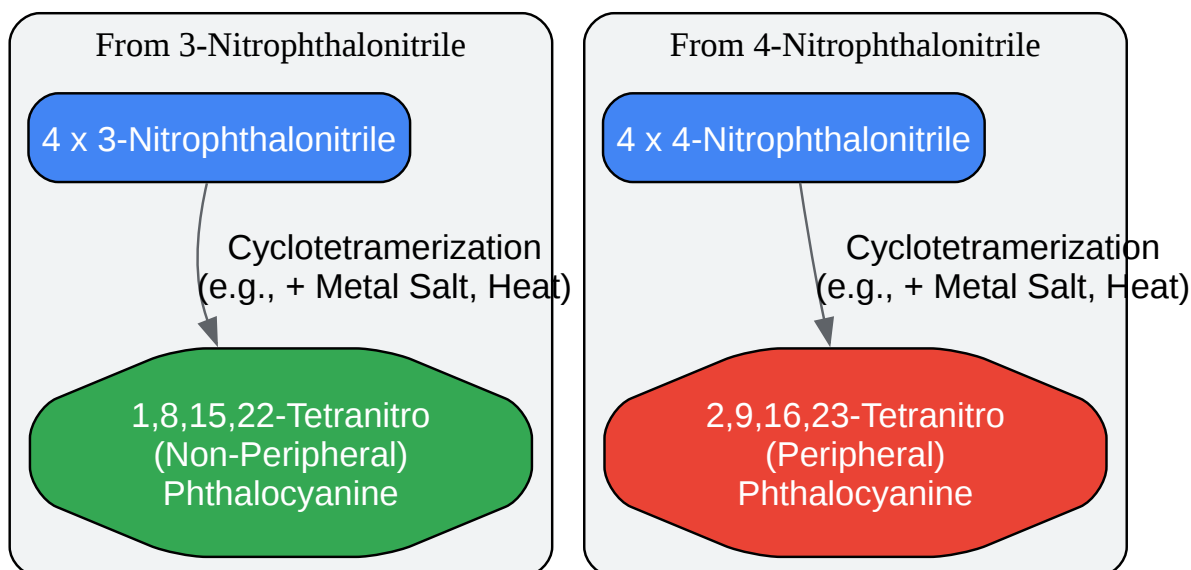 From 3-Nitrophthalonitrile
4 x 3-Nitrophthalonitrile
Cyclotetramerization
(e.g., + Metal Salt, Heat)
1,8,15,22-Tetranitro
(Non-Peripheral)
Phthalocyanine
From 4-Nitrophthalonitrile
4 x 4-Nitrophthalonitrile
Cyclotetramerization
(e.g., + Metal Salt, Heat)
2,9,16,23-Tetranitro
(Peripheral)
Phthalocyanine